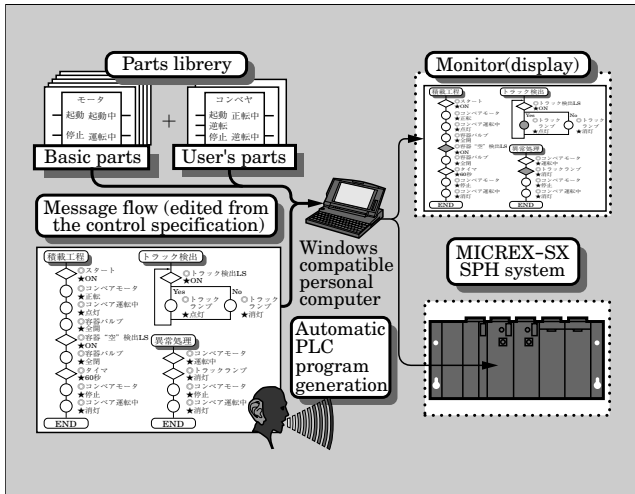 Parts librery
モータ
起動 起動中
停止 運転中
Basic parts
+
コンベヤ
起動 正転中
逆転
停止 逆転中
User's parts
Message flow (edited from
the control specification)
積載工程
◎スタート
★ON
◎コンベアモータ
★正転
◎コンベア運転中
★点灯
◎容器バルブ
★全開
◎容器“空”検出LS
★ON
◎容器バルブ
★全閉
◎タイマ
★60秒
◎コンベアモータ
★停止
◎コンベア運転中
★消灯
END
トラック検出
◎トラック検出LS
★ON
Yes
No
◎トラック
ランプ
★点灯
◎トラック
ランプ
★消灯
異常処理
◎コンベアモータ
★運転中
◎トラックランプ
★消灯
◎コンベアモータ
★停止
◎コンベア運転中
★消灯
END
Windows
compatible
personal
computer
Automatic
PLC
program
generation
Monitor(display)
積載工程
◎スタート
★ON
◎コンベアモータ
★正転
◎コンベア運転中
★点灯
◎容器バルブ
★全開
◎容器“空”検出LS
★ON
◎容器バルブ
★全閉
◎タイマ
★60秒
◎コンベアモータ
★停止
◎コンベア運転中
★消灯
END
トラック検出
◎トラック検出LS
★ON
Yes
No
◎トラック
ランプ
★点灯
◎トラック
ランプ
★消灯
異常処理
◎コンベアモータ
★運転中
◎トラックランプ
★消灯
◎コンベアモータ
★停止
◎コンベア運転中
★消灯
END
MICREX-SX
SPH system